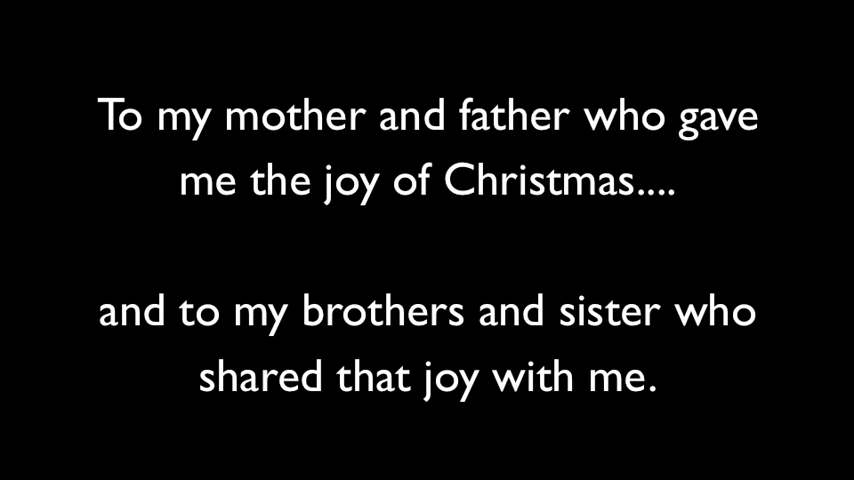 To my mother and father who gave
me the joy of Christmas....
and to my brothers and sister who
shared that joy with me.